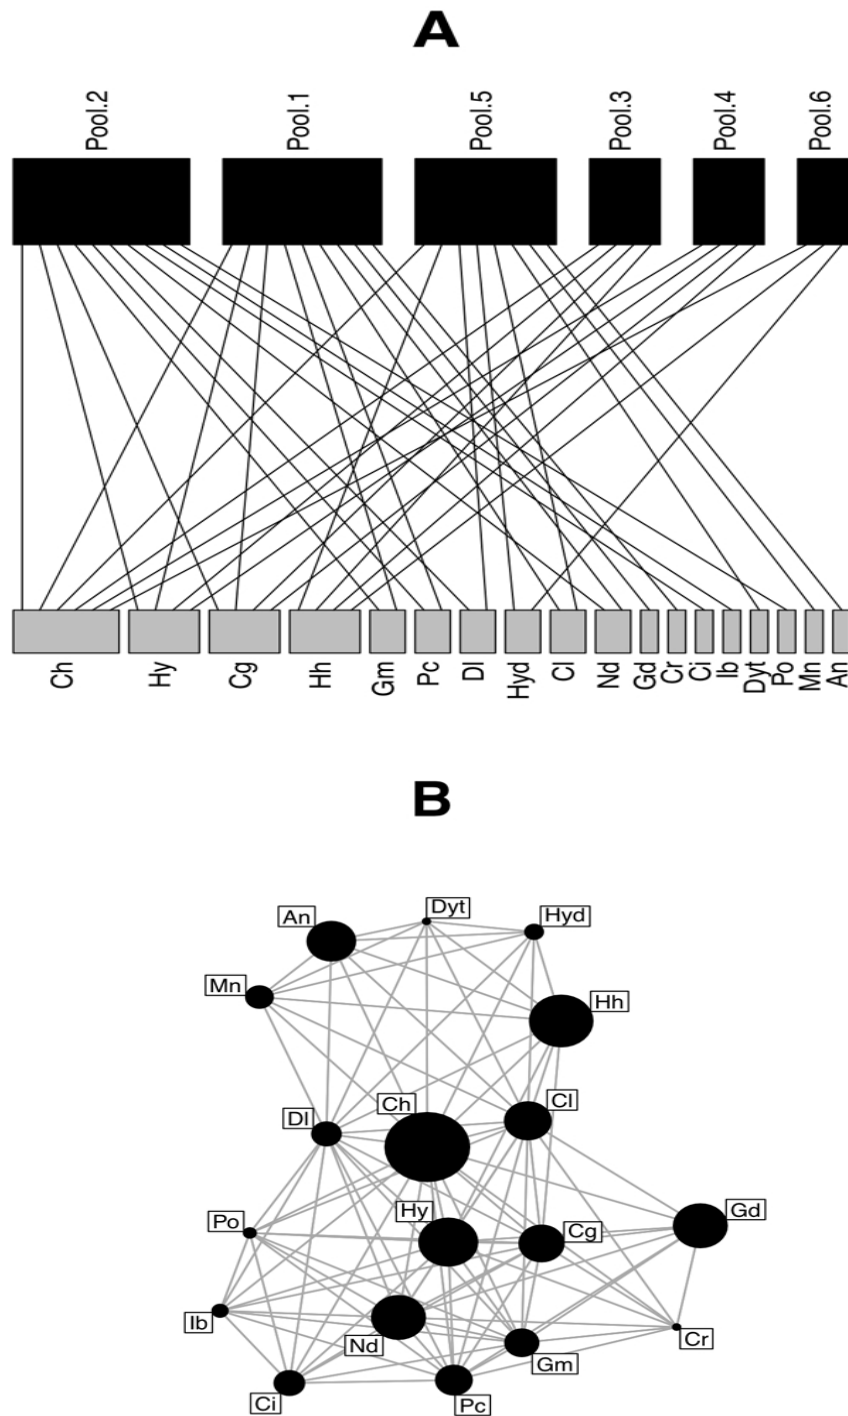 A
Pool.2
Pool.1
Pool.5
Pool.3
Pool.4
Pool.6
Ch
Hy
Cg
Hh
Gm
Pc
Dl
Hyd
Cl
Nd
Gd
Cr
Ci
Ib
Dyt
Po
Mn
An
B
An
Dyt
Hyd
Mn
Hh
Ch
Cl
Dl
Po
Hy
Cg
Gd
Ib
Nd
Gm
Cr
Ci
Pc